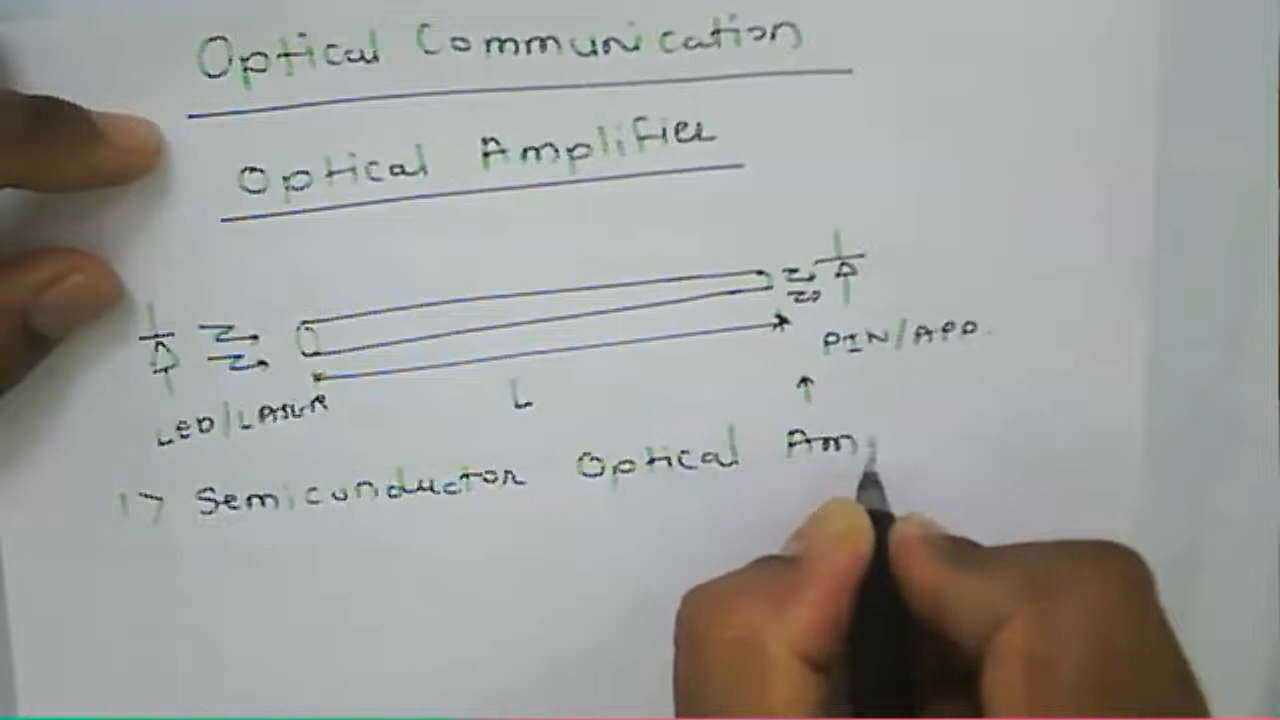 Optical Communication
Optical Amplifier
PIN/APD
L
LED/LASER
1> Semiconductor Optical Am